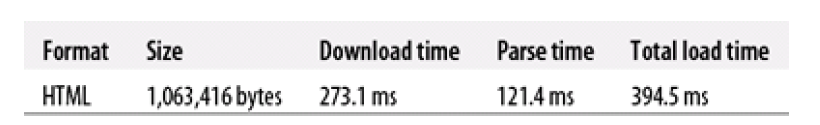 Format Size Download time Parse time Total load time
HTML 1,063,416 bytes 273.1 ms 121.4 ms 394.5 ms